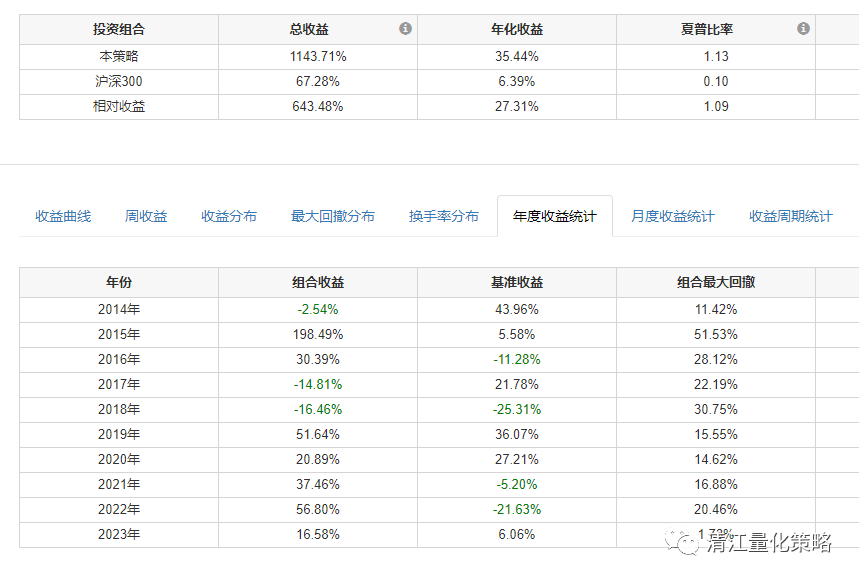 投资组合 总收益 年化收益 夏普比率
本策略 1143.71% 35.44% 1.13
沪深300 67.28% 6.39% 0.10
相对收益 643.48% 27.31% 1.09
收益曲线 周收益 收益分布 最大回撤分布 换手率分布 年度收益统计 月度收益统计 收益周期统计
年份 组合收益 基准收益 组合最大回撤
2014年 -2.54% 43.96% 11.42%
2015年 198.49% 5.58% 51.53%
2016年 30.39% -11.28% 28.12%
2017年 -14.81% 21.78% 22.19%
2018年 -16.46% -25.31% 30.75%
2019年 51.64% 36.07% 15.55%
2020年 20.89% 27.21% 14.62%
2021年 37.46% -5.20% 16.88%
2022年 56.80% -21.63% 20.46%
2023年 16.58% 6.06%
清江量化策略